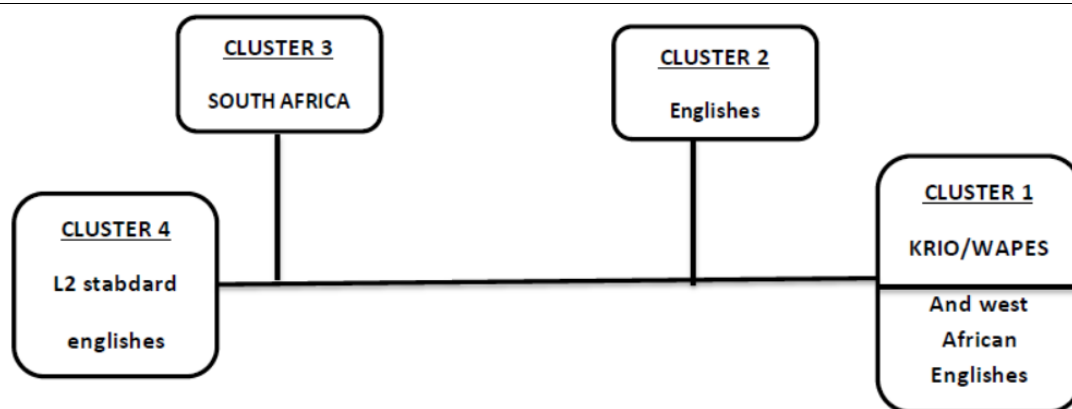 CLUSTER 3
SOUTH AFRICA
CLUSTER 2
Englishes
CLUSTER 1
KRIO/WAPES
And west
African
Englishes
CLUSTER 4
L2 stabdard
englishes